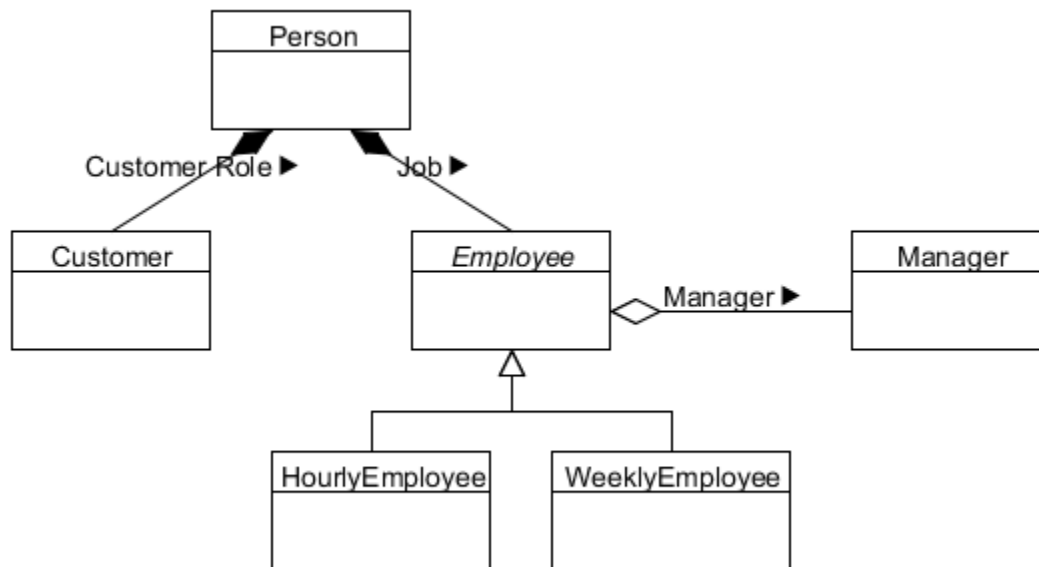 Person
Customer Role ▶
Job ▶
Customer
Employee
Manager
Manager ▶
HourlyEmployee
WeeklyEmployee